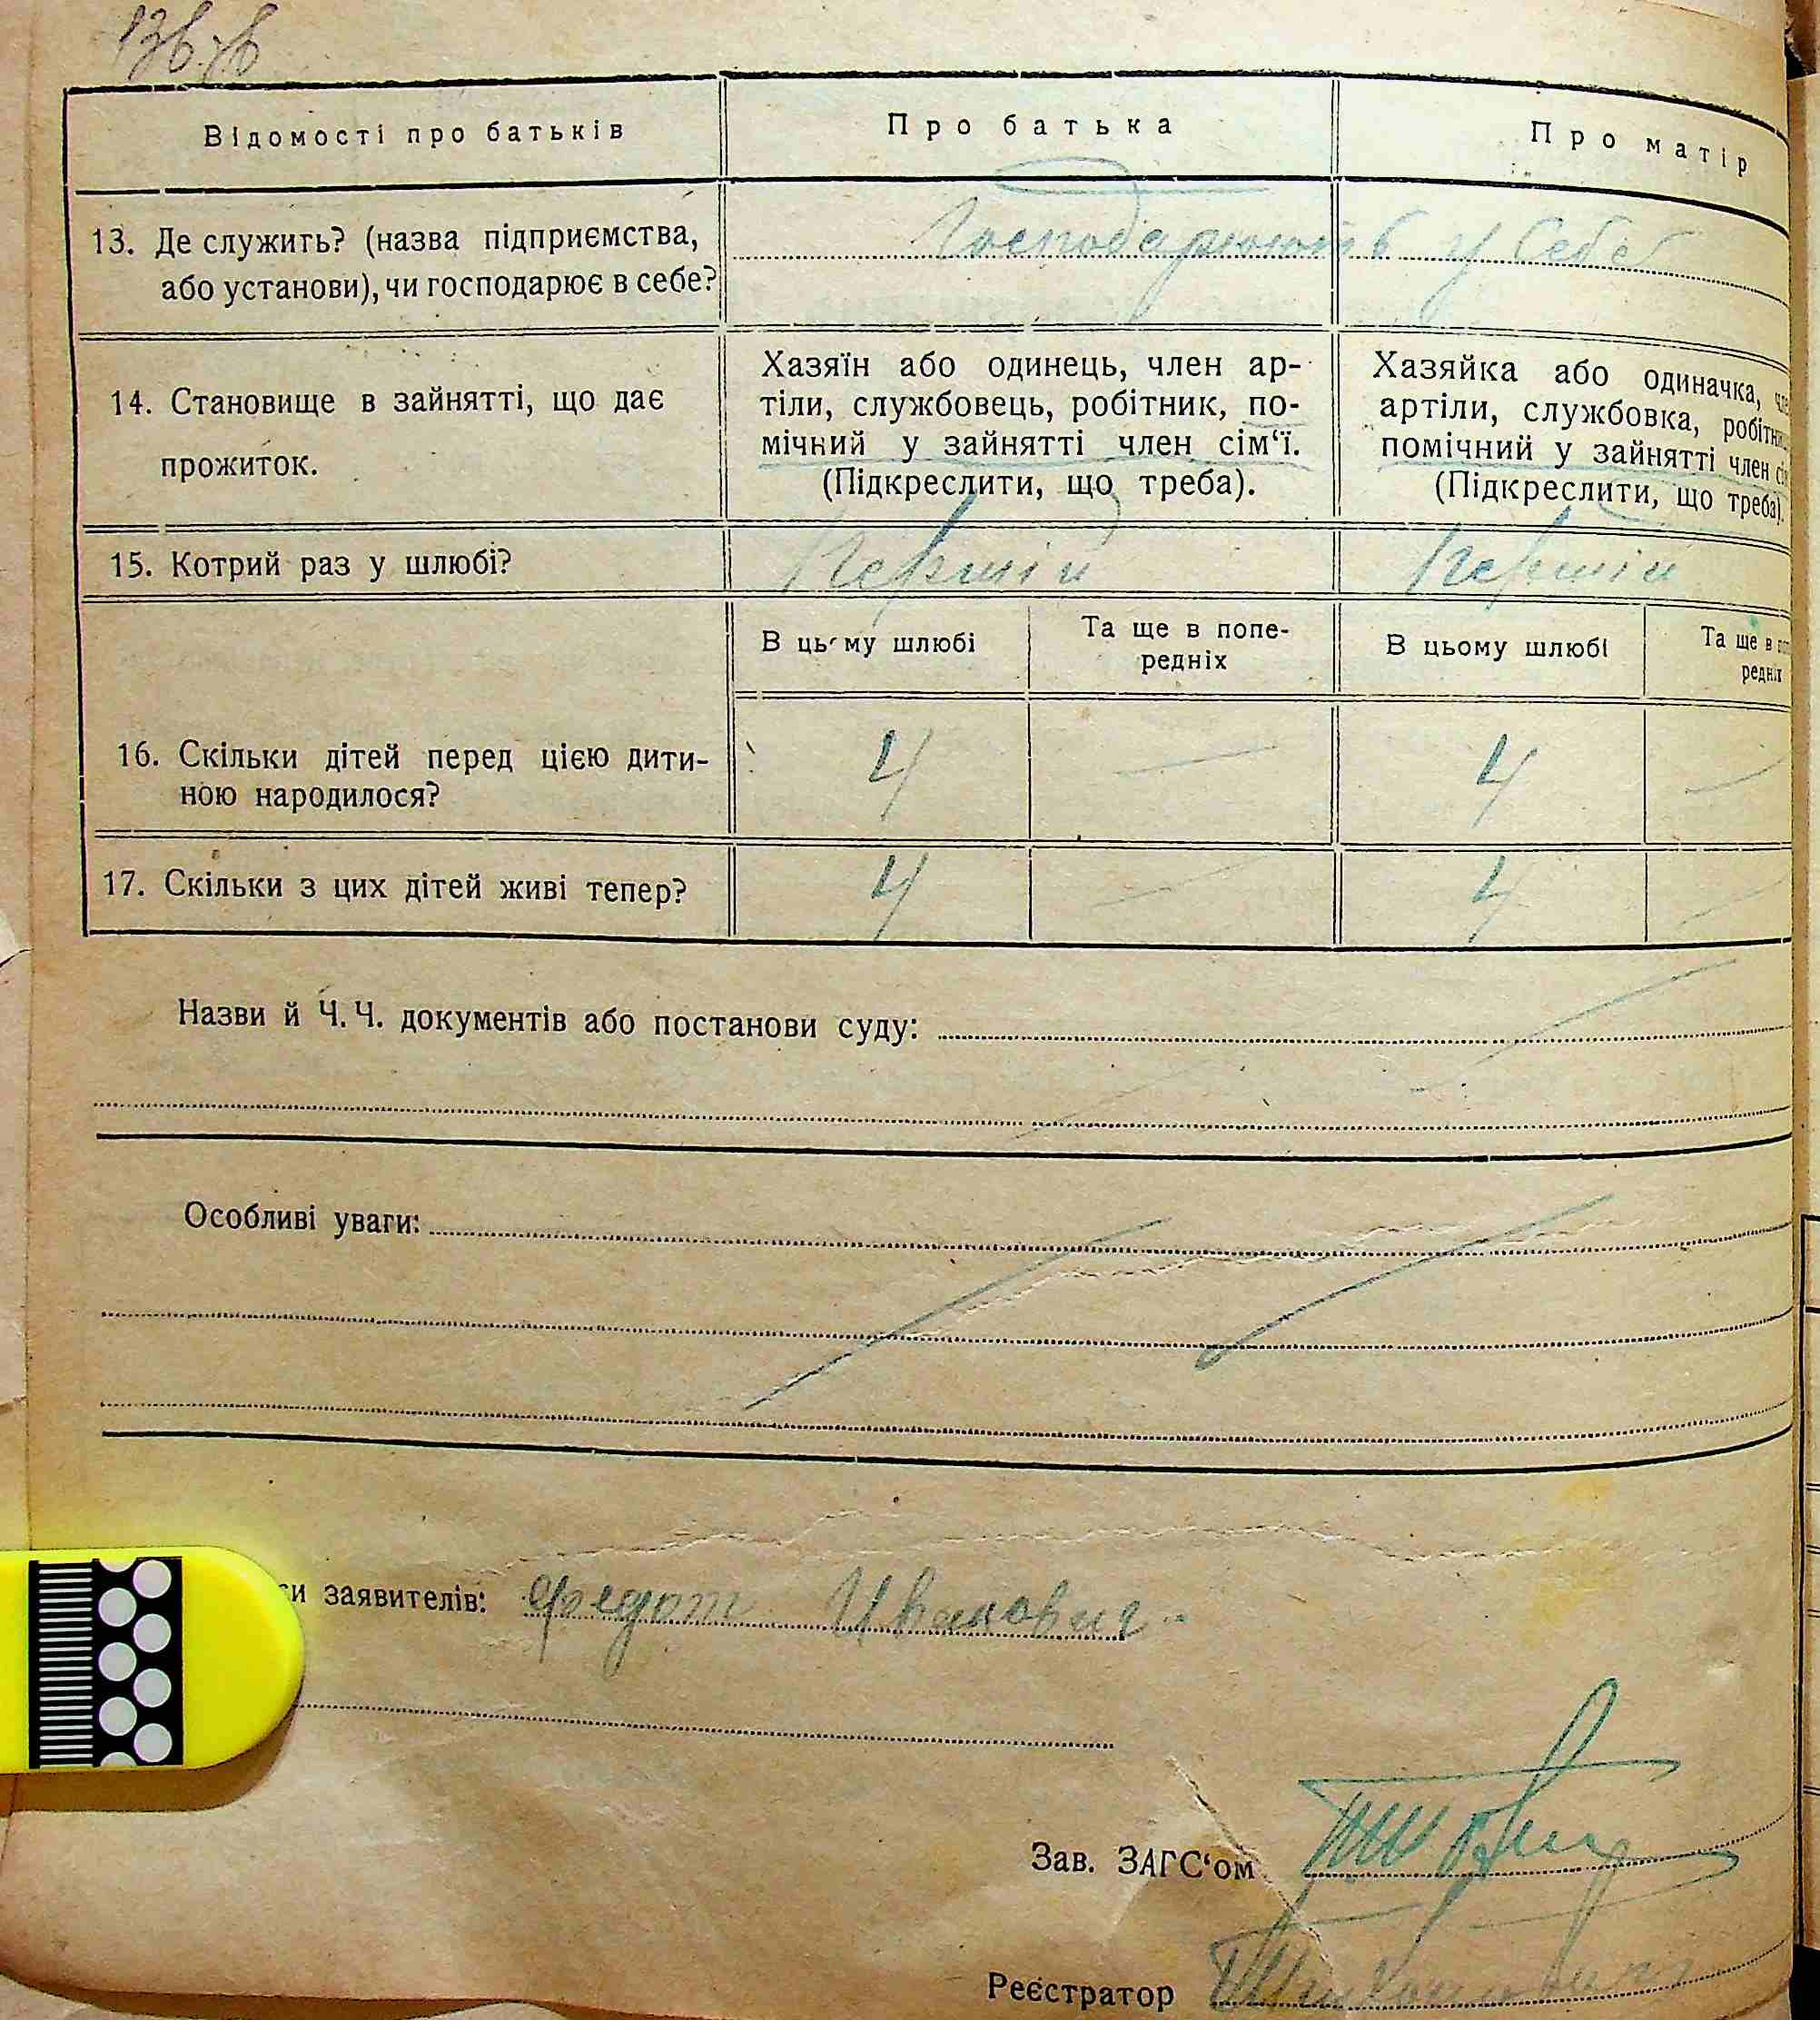 Відомості про батьків
Про батька
Про матір
13. Де служить? (назва підприємства,
або установи), чи господарює в себе?
Господарюють у себе
14. Становище в зайнятті, що дає
прожиток.
Хазяїн або одинець, член ар-
тіли, службовець, робітник, по-
мічний у зайнятті член сім‘ї.
(Підкреслити, що треба).
Хазяйка або одиначка,
артіли, службовка,
помічний у зайнятті член
(Підкреслити, що треба).
15. Котрий раз у шлюбі?
Перший
Перший
В цьому шлюбі
Та ще в попе-
редніх
В цьому шлюбі
Та ще в
редніх
16. Скільки дітей перед цією дити-
ною народилося?
4
—
4
—
17. Скільки з цих дітей живі тепер?
4
—
4
—
Назви й Ч.Ч. документів або постанови суду:
Особливі уваги:
заявителів: Федот Иванович
Зав. ЗАГС‘ом
Реєстратор